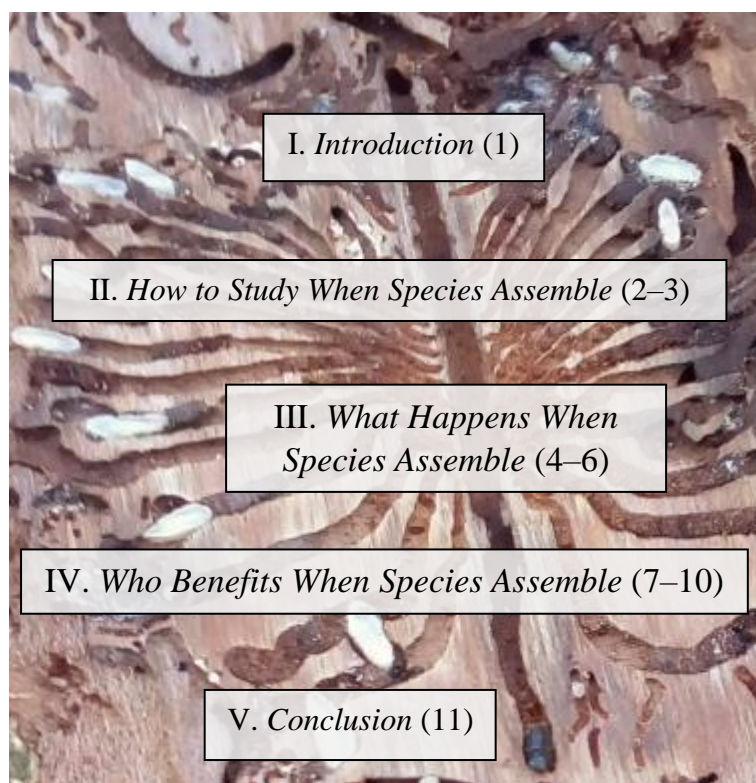 I. Introduction (1)
II. How to Study When Species Assemble (2–3)
III. What Happens When
Species Assemble (4–6)
IV. Who Benefits When Species Assemble (7–10)
V. Conclusion (11)